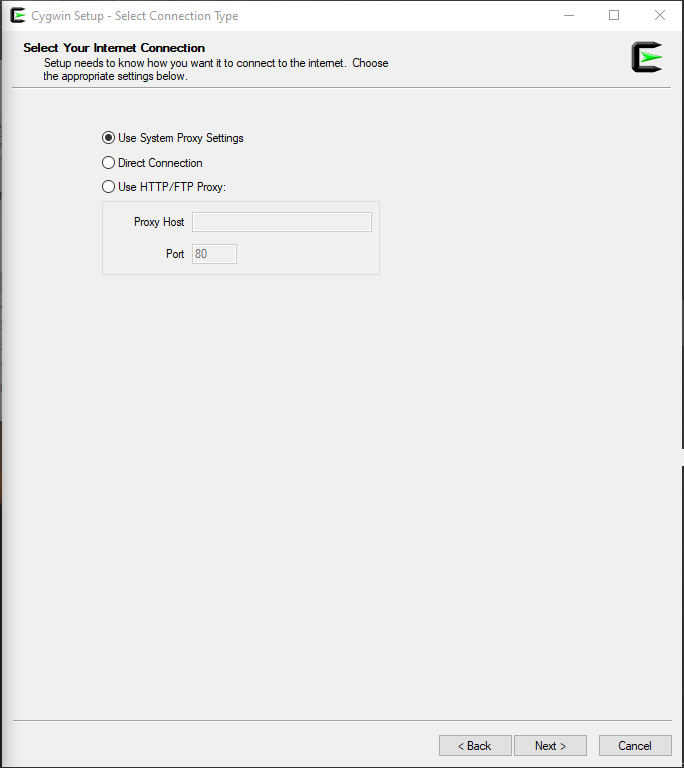 Cygwin Setup - Select Connection Type
Select Your Internet Connection
Setup needs to know how you want it to connect to the internet.  Choose
the appropriate settings below.
Use System Proxy Settings
Direct Connection
Use HTTP/FTP Proxy:
Proxy Host
Port 80
< Back Next > Cancel